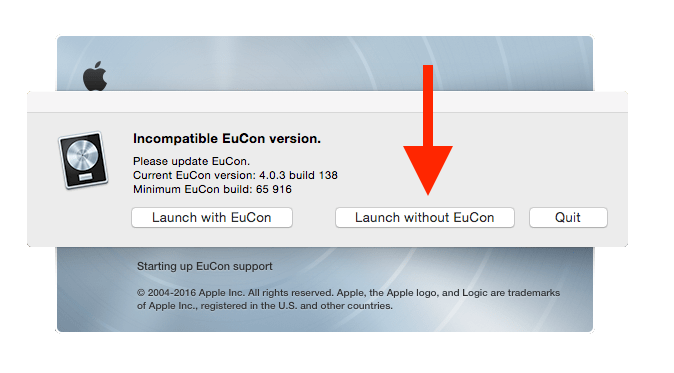 Incompatible EuCon version.
Please update EuCon.
Current EuCon version: 4.0.3 build 138
Minimum EuCon build: 65 916
Launch with EuCon
Launch without EuCon
Quit
Starting up EuCon support
© 2004-2016 Apple Inc. All rights reserved. Apple, the Apple logo, and Logic are trademarks
of Apple Inc., registered in the U.S. and other countries.